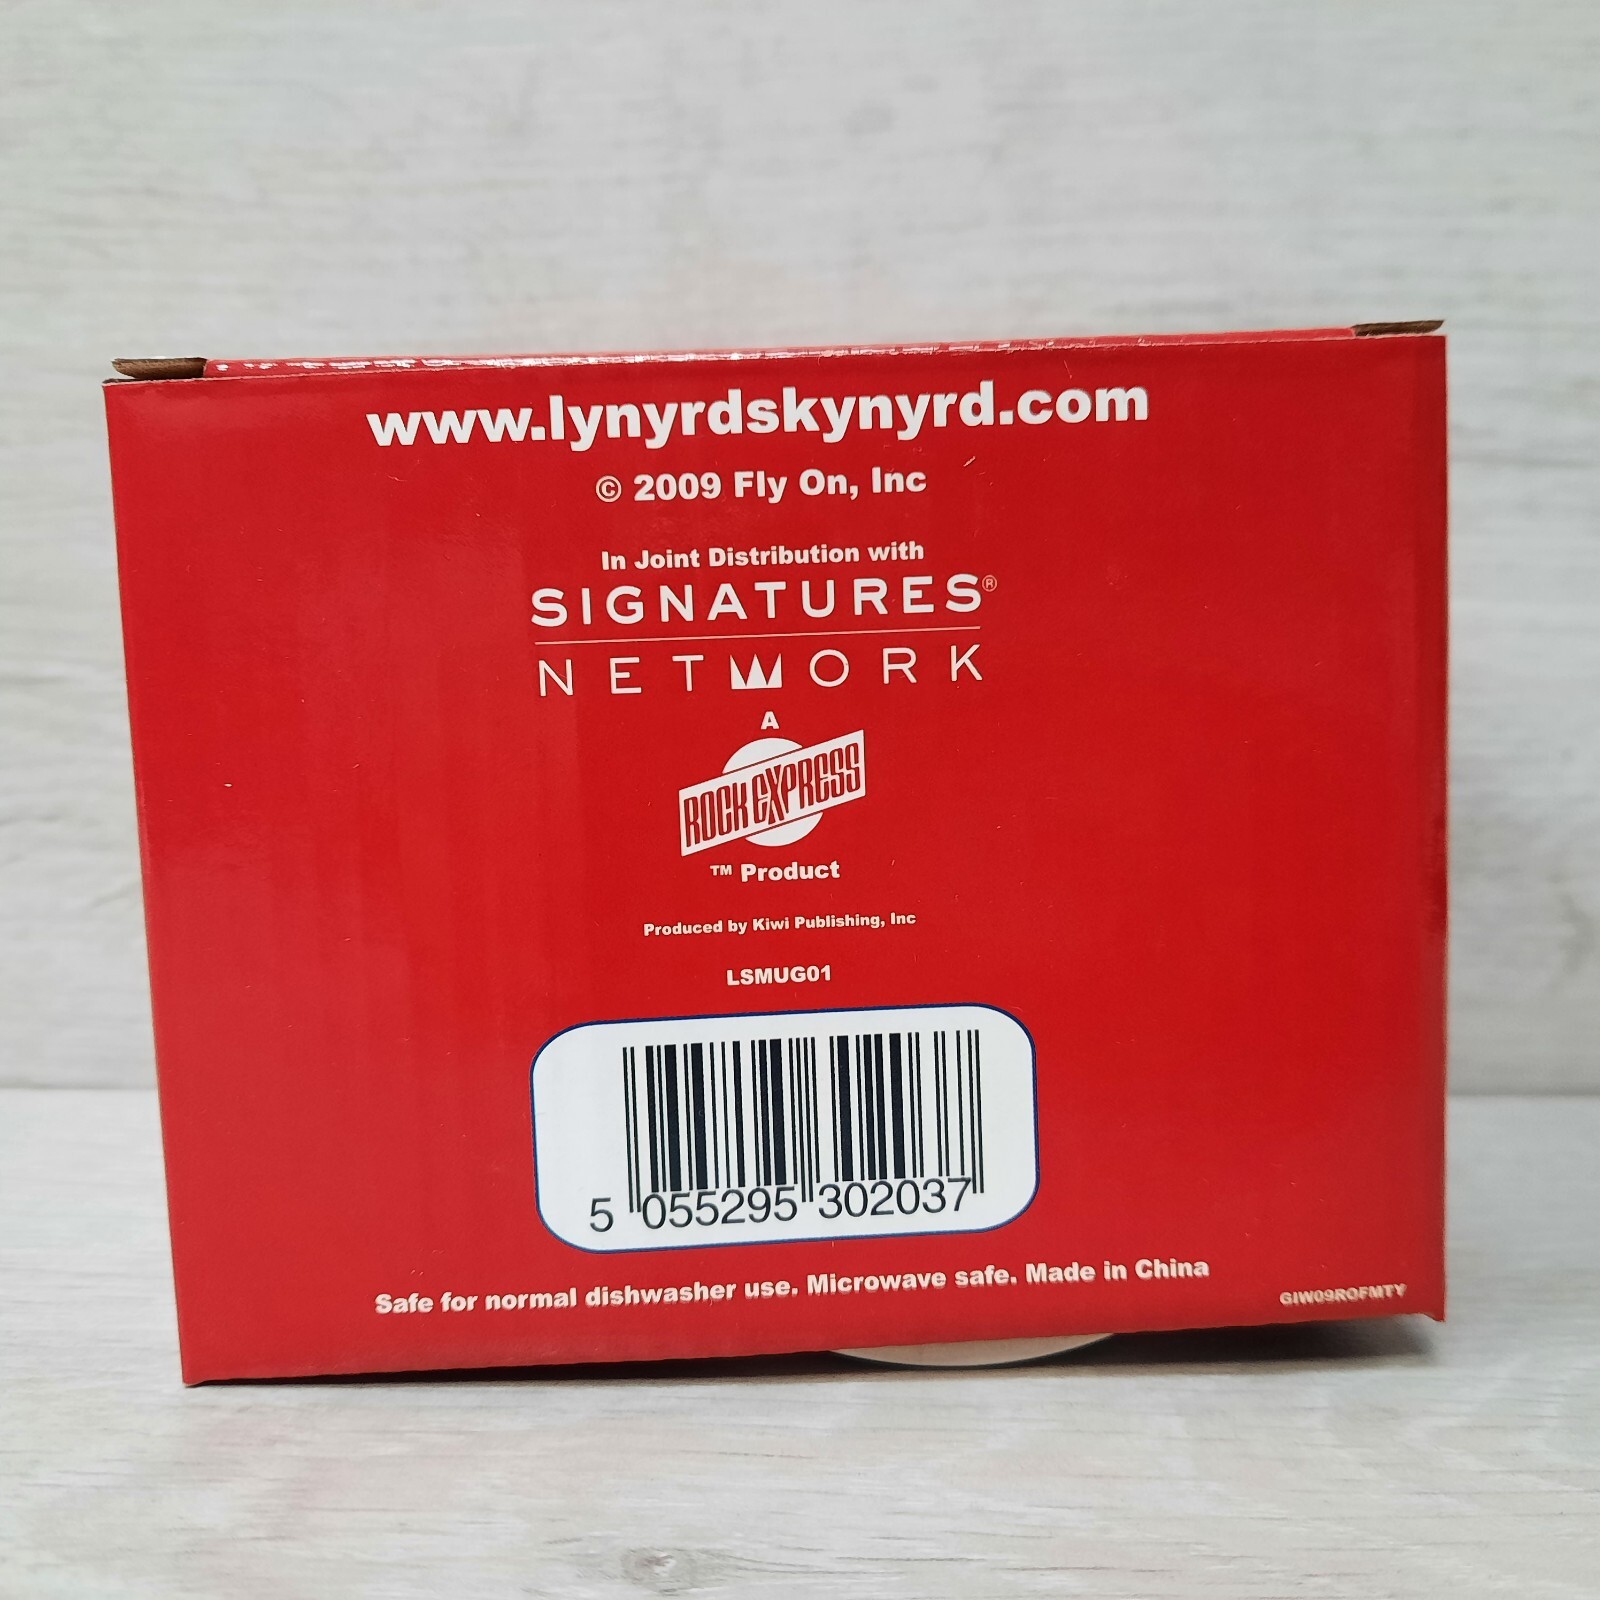 www.lynyrdskynyrd.com
© 2009 Fly On, Inc
In Joint Distribution with
SIGNATURES®
NETWORK
A
ROCK EXPRESS
™ Product
Produced by Kiwi Publishing, Inc
LSMUG01
5 055295 302037
Safe for normal dishwasher use. Microwave safe. Made in China
GIW09ROFMTY